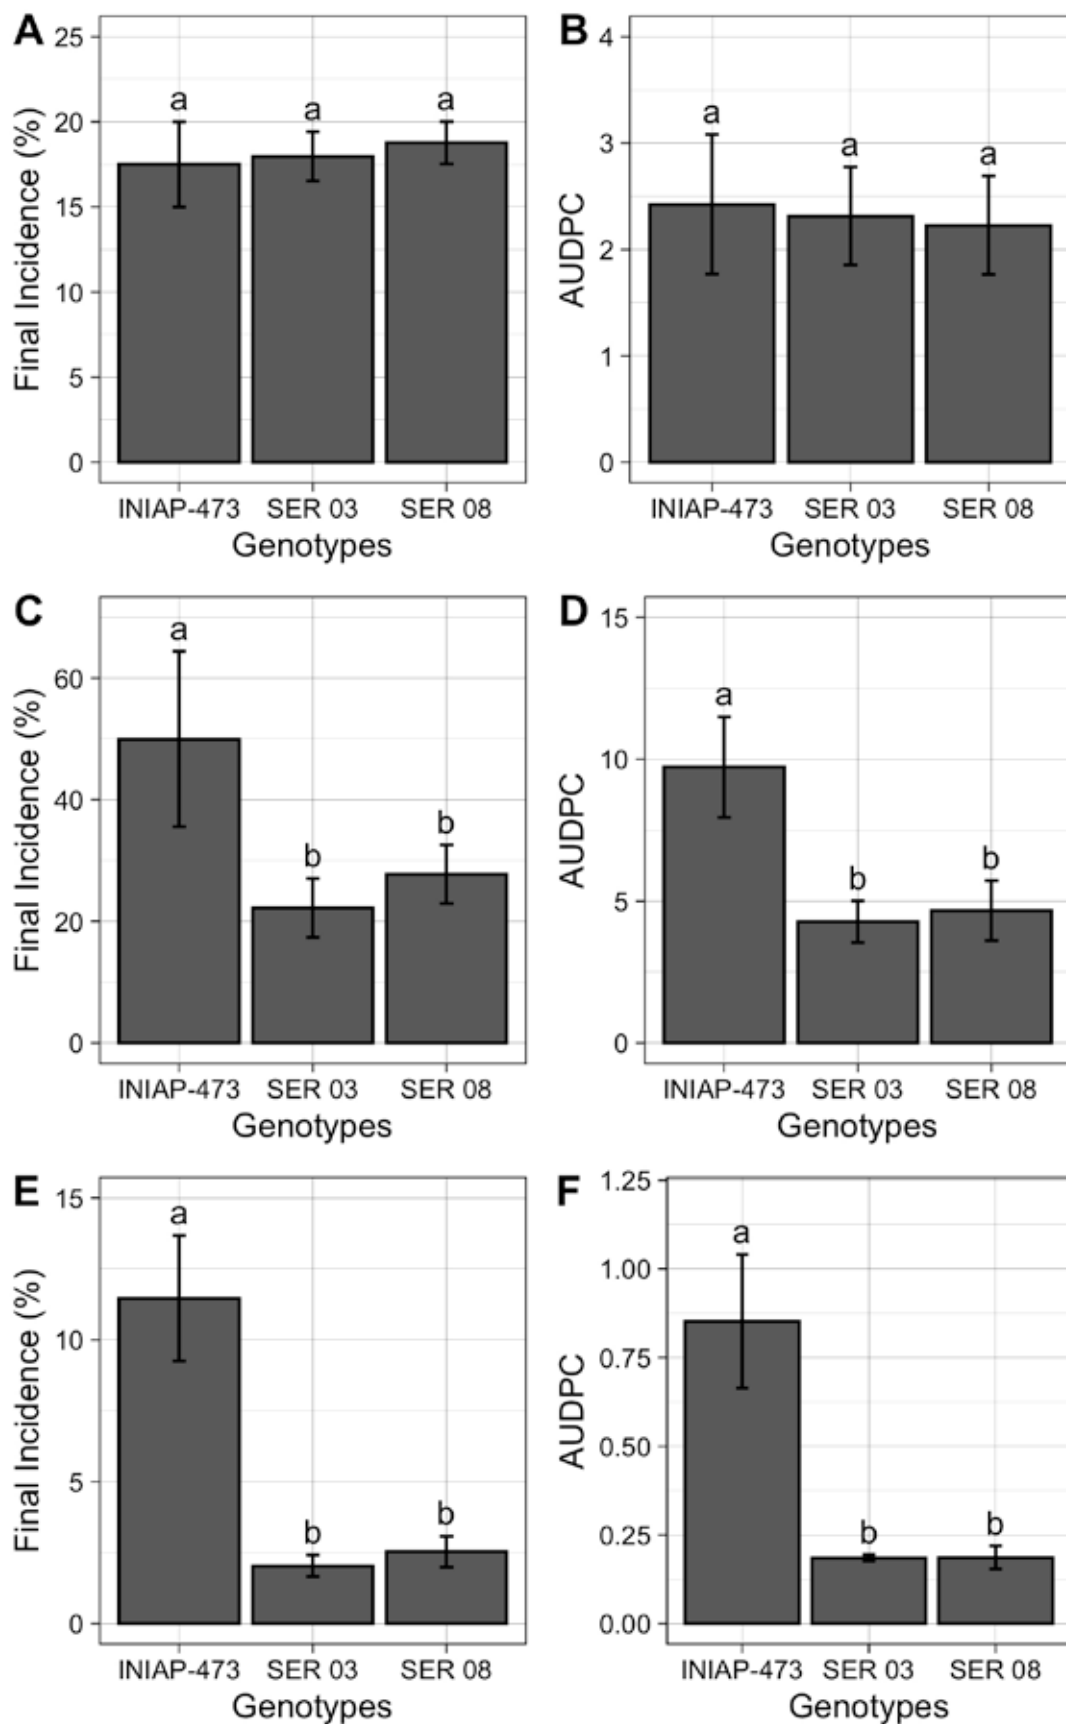 A
Final Incidence (%)
25
20
15
10
5
0
a a a
INIAP-473 SER 03 SER 08
Genotypes
B
AUDPC
4
3
2
1
0
a a a
INIAP-473 SER 03 SER 08
Genotypes
C
Final Incidence (%)
60
40
20
0
a b b
INIAP-473 SER 03 SER 08
Genotypes
D
AUDPC
15
10
5
0
a b b
INIAP-473 SER 03 SER 08
Genotypes
E
Final Incidence (%)
15
10
5
0
a b b
INIAP-473 SER 03 SER 08
Genotypes
F
AUDPC
1.25
1.00
0.75
0.50
0.25
0.00
a b b
INIAP-473 SER 03 SER 08
Genotypes